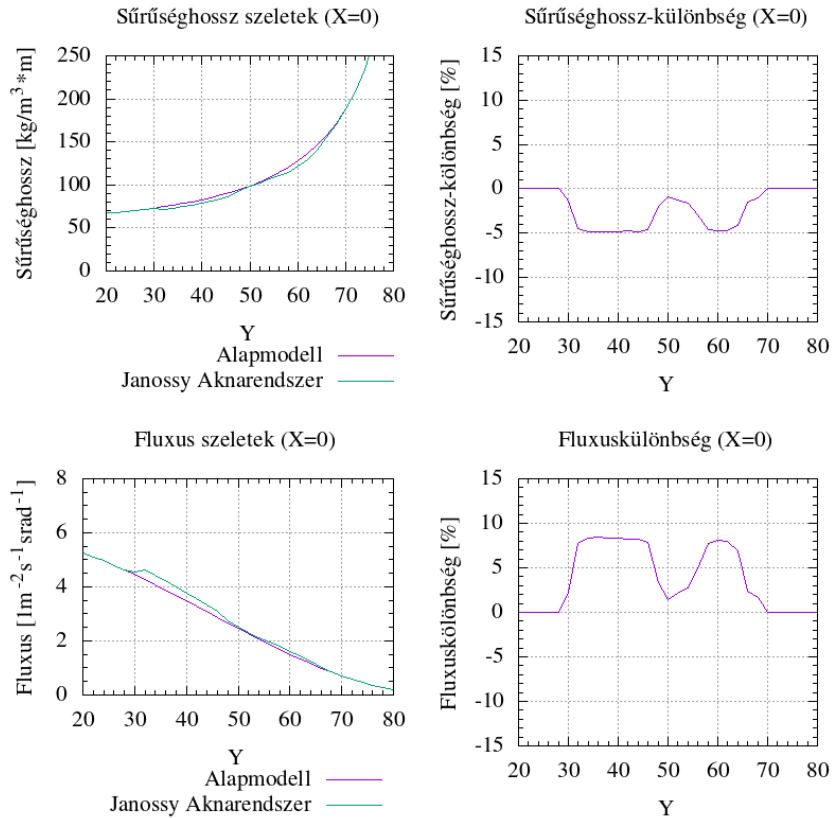 Sűrűséghossz szeletek (X=0)
Sűrűséghossz [kg/m³*m]
250
200
150
100
50
0
20 30 40 50 60 70 80
Y
Alapmodell
Janossy Aknarendszer
Sűrűséghossz-különbség (X=0)
Sűrűséghossz-kölönbség [%]
15
10
5
0
-5
-10
-15
20 30 40 50 60 70 80
Y
Fluxus szeletek (X=0)
Fluxus [1m⁻²s⁻¹srad⁻¹]
8
6
4
2
0
20 30 40 50 60 70 80
Y
Alapmodell
Janossy Aknarendszer
Fluxuskülönbség (X=0)
Fluxuskölönbség [%]
15
10
5
0
-5
-10
-15
20 30 40 50 60 70 80
Y